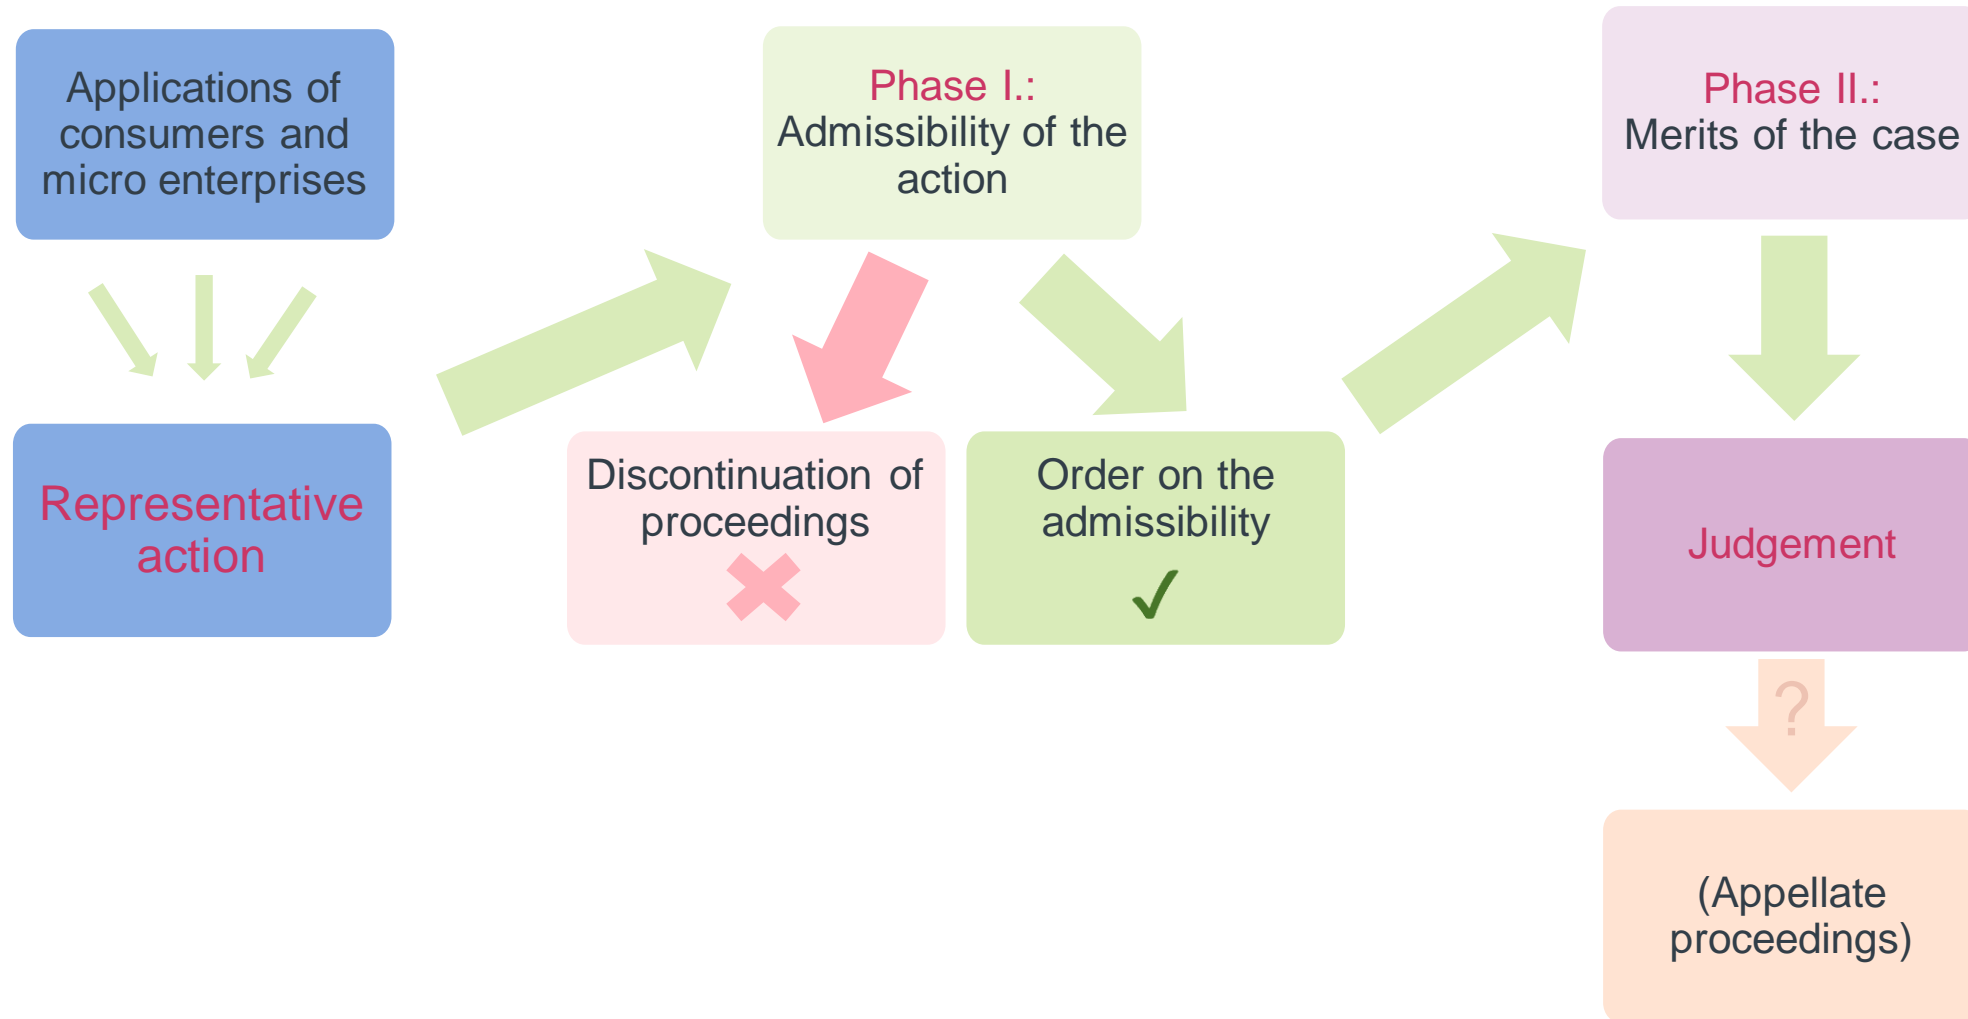 Applications of
consumers and
micro enterprises
Representative
action
Phase I.:
Admissibility of the
action
Discontinuation of
proceedings
Order on the
admissibility
Phase II.:
Merits of the case
Judgement
?
(Appellate
proceedings)